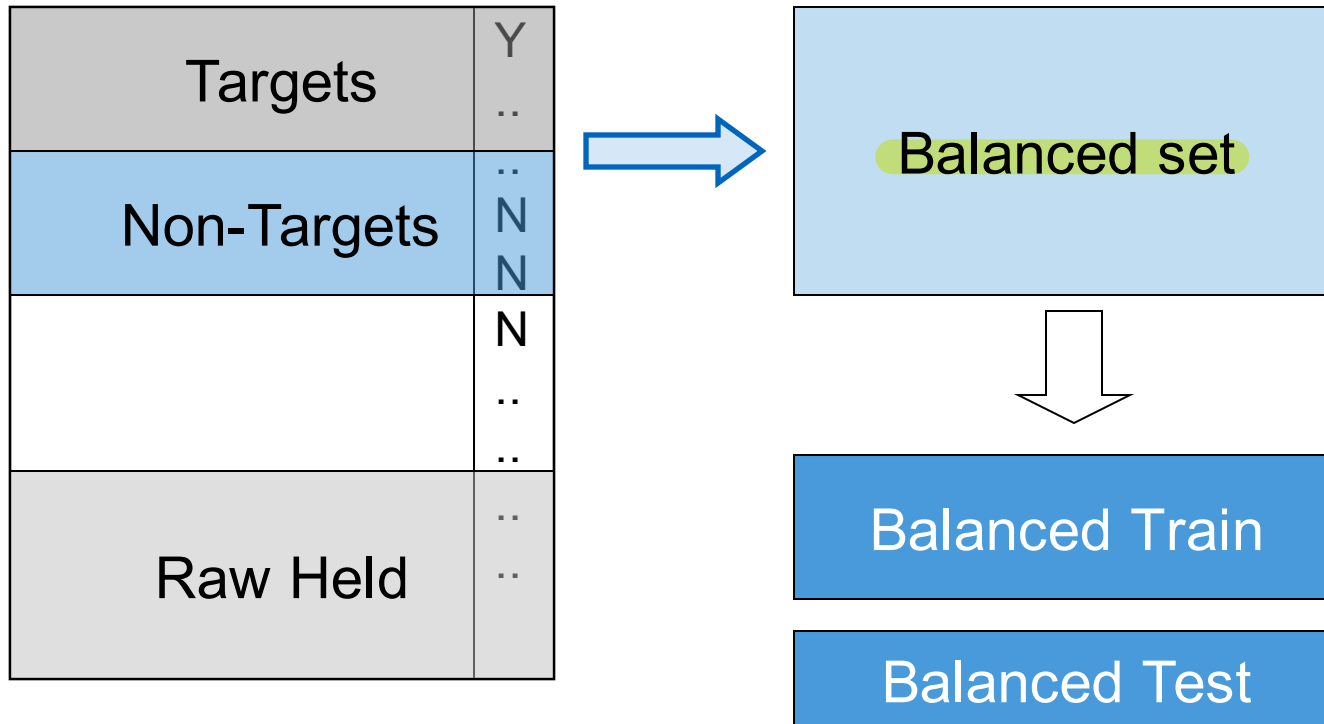 Targets
Y
..
..
Non-Targets
N
N
N
..
..
Raw Held
..
..
Balanced set
Balanced Train
Balanced Test